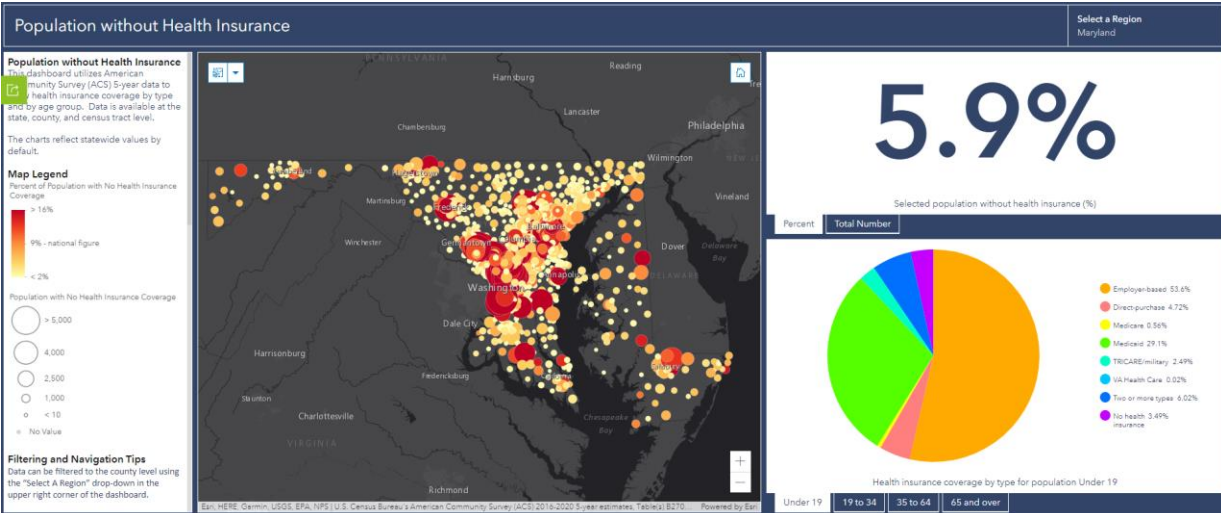 Population without Health Insurance
Select a Region
Maryland
Population without Health Insurance
This dashboard utilizes American
munity Survey (ACS) 5-year data to
health insurance coverage by type
and by age group. Data is available at the
state, county, and census tract level.
The charts reflect statewide values by
default.
Map Legend
Percent of Population with No Health Insurance
Coverage
> 16%
9% - national figure
< 2%
Population with No Health Insurance Coverage
> 5,000
4,000
2,500
1,000
< 10
No Value
Filtering and Navigation Tips
Data can be filtered to the county level using
the "Select A Region" drop-down in the
upper right corner of the dashboard.
PENNSYLVANIA
Harrisburg
Reading
Lancaster
Chambersburg
Philadelphia
Wilmington
Hagerstown
Martinsburg
Vineland
Frederick
Winchester
Dover
Delaware
Bay
DELAWARE
Washington
Dale City
Harrisonburg
Fredericksburg
Staunton
Charlottesville
Chesapeake
Bay
VIRGINIA
Richmond
Esri, HERE, Garmin, USGS, EPA, NPS | U.S. Census Bureau's American Community Survey (ACS) 2016-2020 5-year estimates, Table(s) B270...
Powered by Esri
5.9%
Selected population without health insurance (%)
Percent
Total Number
Employer-based 53.6%
Direct-purchase 4.72%
Medicare 0.56%
Medicaid 29.1%
TRICARE/military 2.49%
VA Health Care 0.02%
Two or more types 6.02%
No health 3.49%
insurance
Health insurance coverage by type for population Under 19
Under 19
19 to 34
35 to 64
65 and over